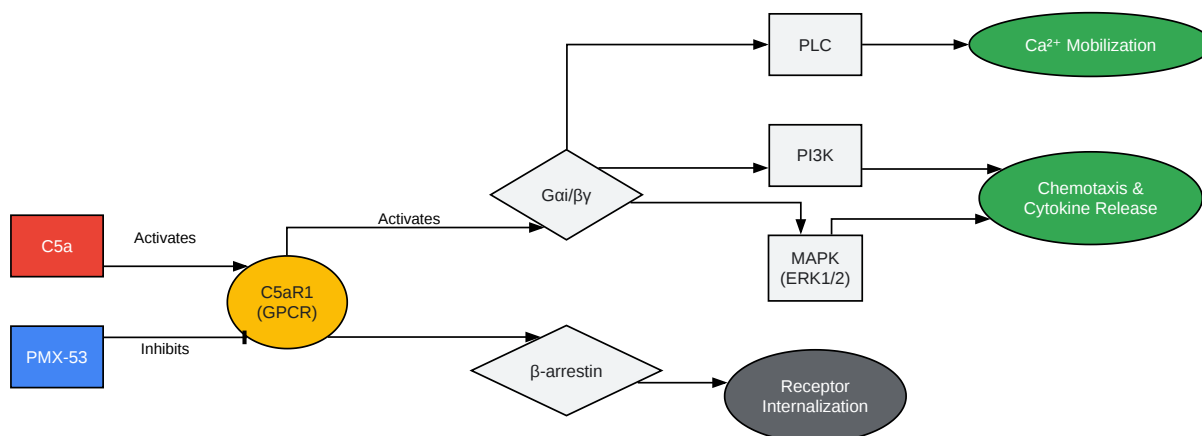 PLC
Ca²⁺ Mobilization
PI3K
Gαi/βγ
Chemotaxis &
Cytokine Release
Activates
Activates
C5a
MAPK
(ERK1/2)
C5aR1
(GPCR)
PMX-53
Inhibits
β-arrestin
Receptor
Internalization